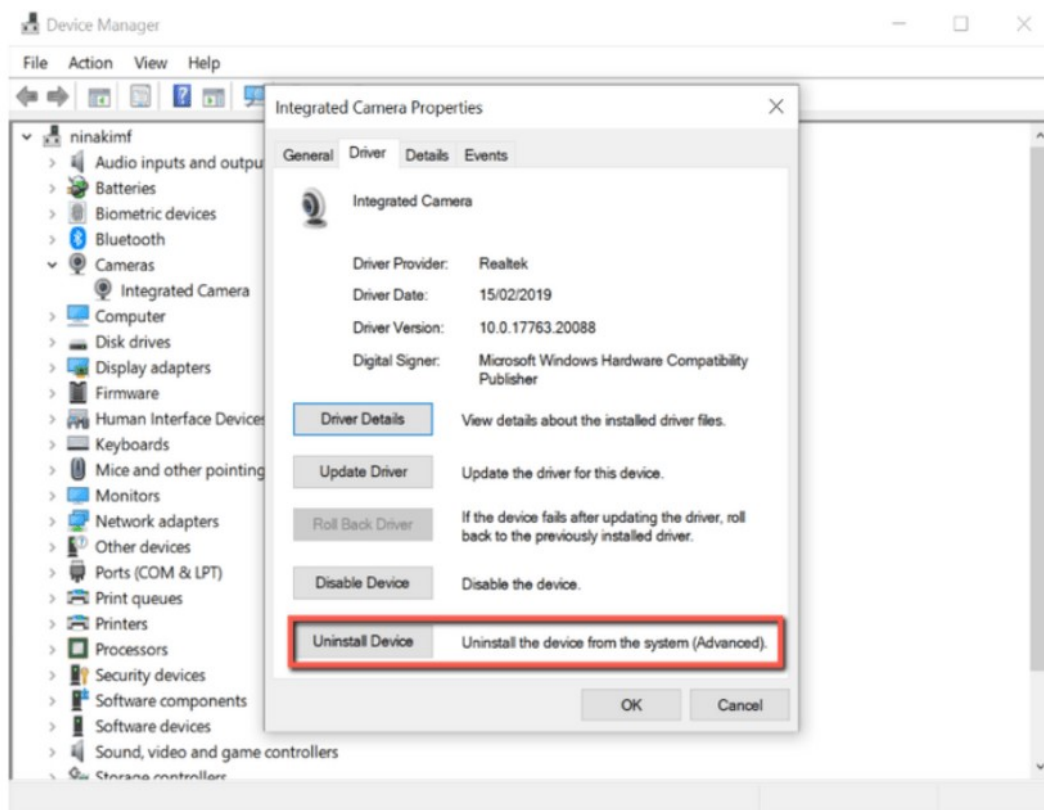 Device Manager
File Action View Help
Integrated Camera Properties
ninakimf
Audio inputs and outpu
Batteries
Biometric devices
Bluetooth
Cameras
Integrated Camera
Computer
Disk drives
Display adapters
Firmware
Human Interface Devices
Keyboards
Mice and other pointing
Monitors
Network adapters
Other devices
Ports (COM & LPT)
Print queues
Printers
Processors
Security devices
Software components
Software devices
Sound, video and game controllers
Storage controllers
General Driver Details Events
Integrated Camera
Driver Provider: Realtek
Driver Date: 15/02/2019
Driver Version: 10.0.17763.20088
Digital Signer: Microsoft Windows Hardware Compatibility
Publisher
Driver Details View details about the installed driver files.
Update Driver Update the driver for this device.
Roll Back Driver If the device fails after updating the driver, roll
back to the previously installed driver.
Disable Device Disable the device.
Uninstall Device Uninstall the device from the system (Advanced).
OK Cancel